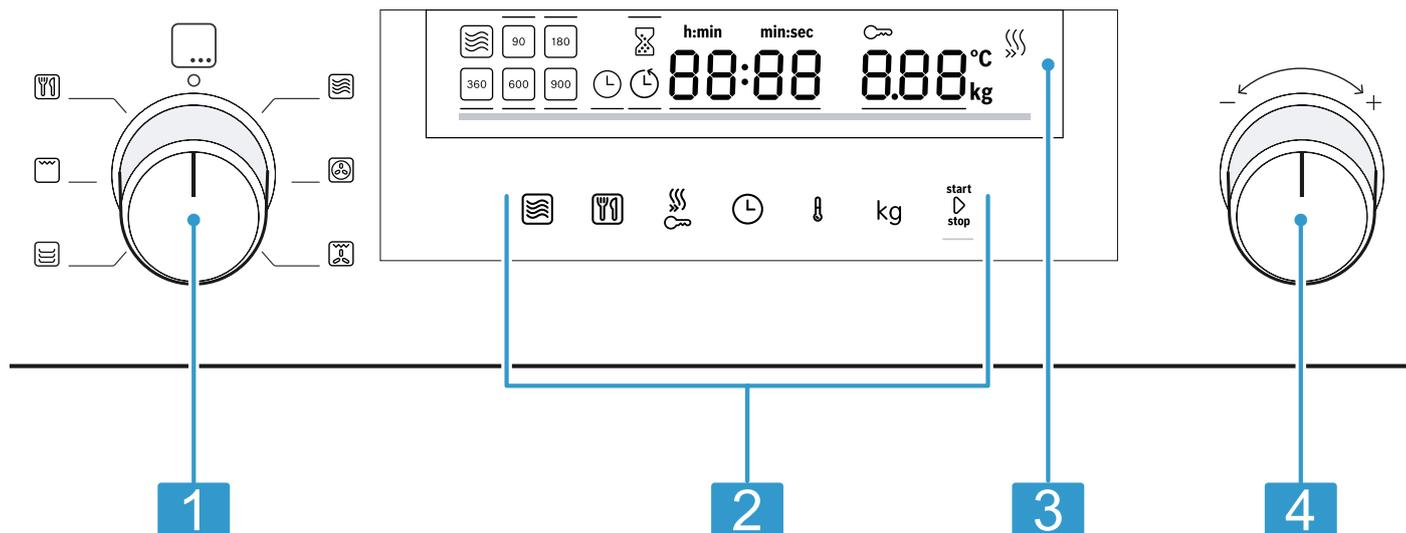 90 180 h:min min:sec
88:88 8.88 °C
360 600 900 kg
− +
kg start
stop
1 2 3 4